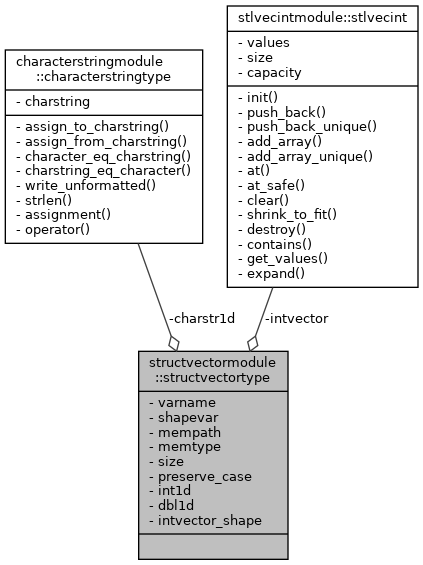 characterstringmodule
::characterstringtype
- charstring
- assign_to_charstring()
- assign_from_charstring()
- character_eq_charstring()
- charstring_eq_character()
- write_unformatted()
- strlen()
- assignment()
- operator()
stlvecintmodule::stlvecint
- values
- size
- capacity
- init()
- push_back()
- push_back_unique()
- add_array()
- add_array_unique()
- at()
- at_safe()
- clear()
- shrink_to_fit()
- destroy()
- contains()
- get_values()
- expand()
-charstr1d
-intvector
structvectormodule
::structvectortype
- varname
- shapevar
- mempath
- memtype
- size
- preserve_case
- int1d
- dbl1d
- intvector_shape